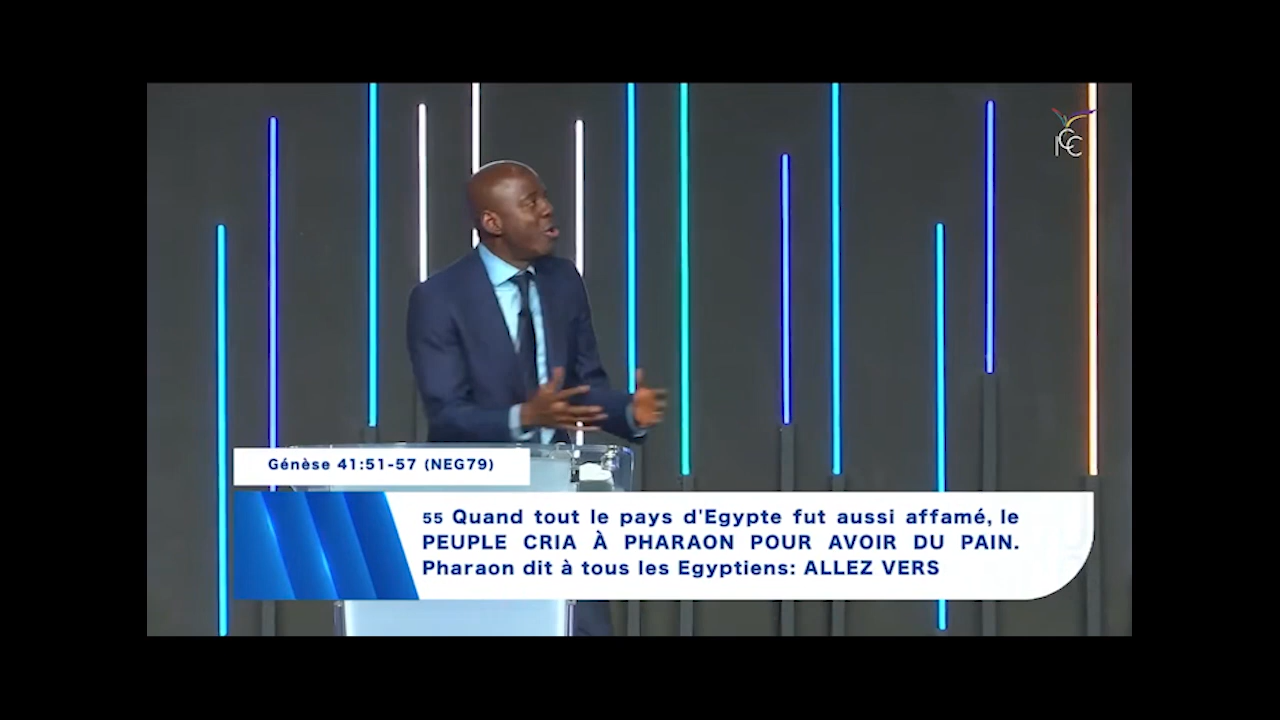 ICC
Génèse 41:51-57 (NEG79)
55 Quand tout le pays d'Egypte fut aussi affamé, le
PEUPLE CRIA À PHARAON POUR AVOIR DU PAIN.
Pharaon dit à tous les Egyptiens: ALLEZ VERS